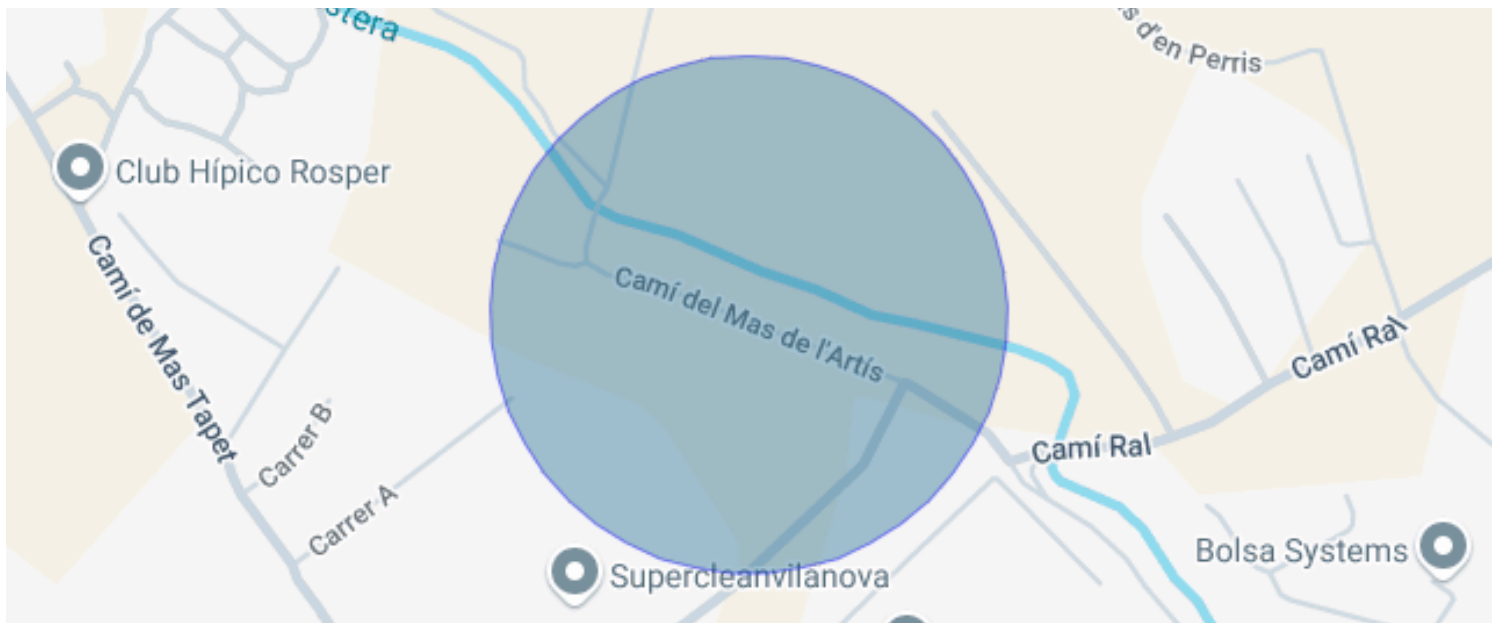 d'en Perris
Club Hípico Rosper
Camí de Mas Tapet
Camí del Mas de l'Artís
Camí Ral
Carrer B
Camí Ral
Carrer A
Bolsa Systems
Supercleanvilanova